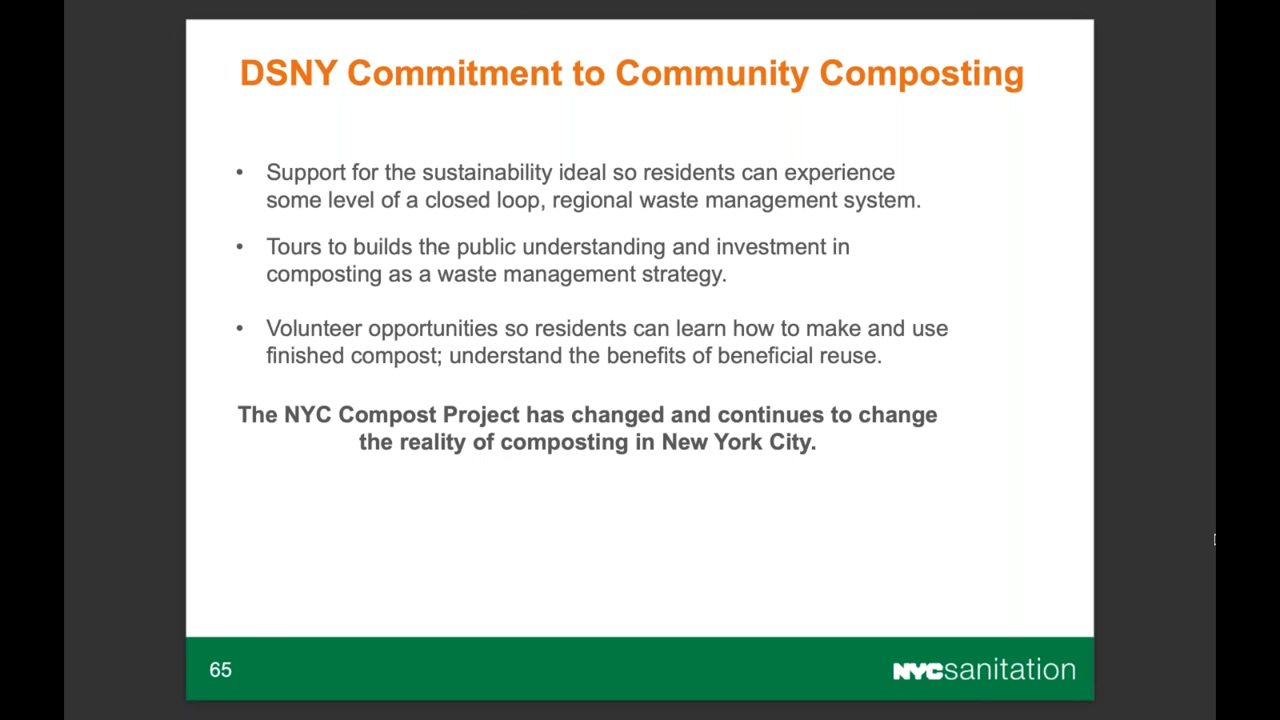 DSNY Commitment to Community Composting
• Support for the sustainability ideal so residents can experience
some level of a closed loop, regional waste management system.
• Tours to builds the public understanding and investment in
composting as a waste management strategy.
• Volunteer opportunities so residents can learn how to make and use
finished compost; understand the benefits of beneficial reuse.
The NYC Compost Project has changed and continues to change
the reality of composting in New York City.
65
NYCsanitation